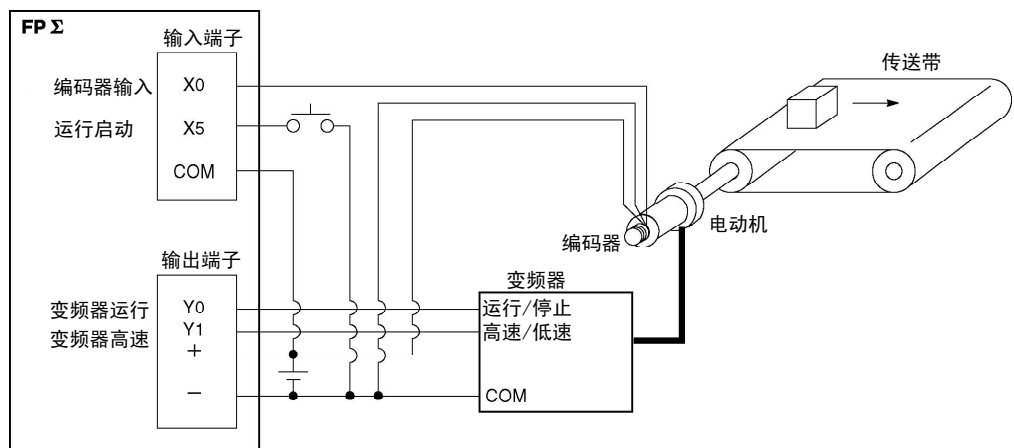 FPΣ
输入端子
编码器输入 X0
运行启动 X5
COM
输出端子
变频器运行 Y0
变频器高速 Y1
+
−
传送带
电动机
编码器
变频器
运行/停止
高速/低速
COM